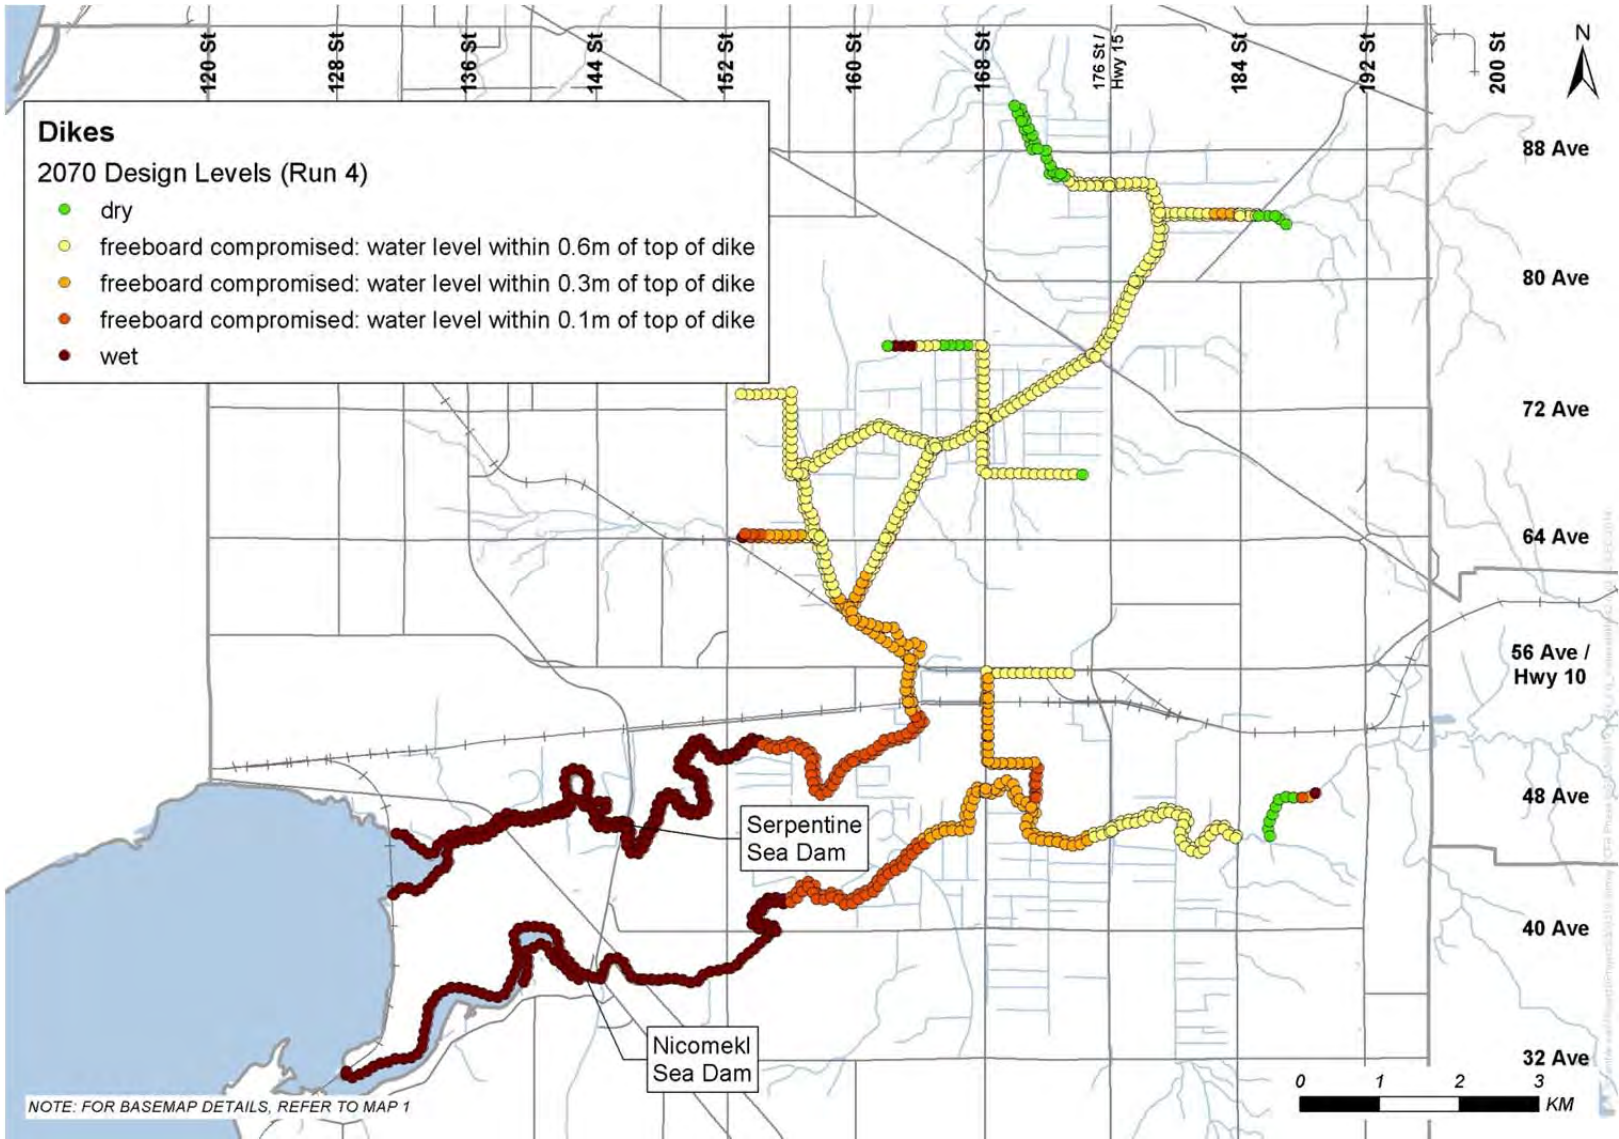 120 St
128 St
136 St
144 St
152 St
160 St
168 St
176 St /
Hwy 15
184 St
192 St
200 St
N
Dikes
2070 Design Levels (Run 4)
dry
freeboard compromised: water level within 0.6m of top of dike
freeboard compromised: water level within 0.3m of top of dike
freeboard compromised: water level within 0.1m of top of dike
wet
88 Ave
80 Ave
72 Ave
64 Ave
56 Ave /
Hwy 10
48 Ave
Serpentine
Sea Dam
40 Ave
Nicomekl
Sea Dam
32 Ave
0 1 2 3
KM
NOTE: FOR BASEMAP DETAILS, REFER TO MAP 1